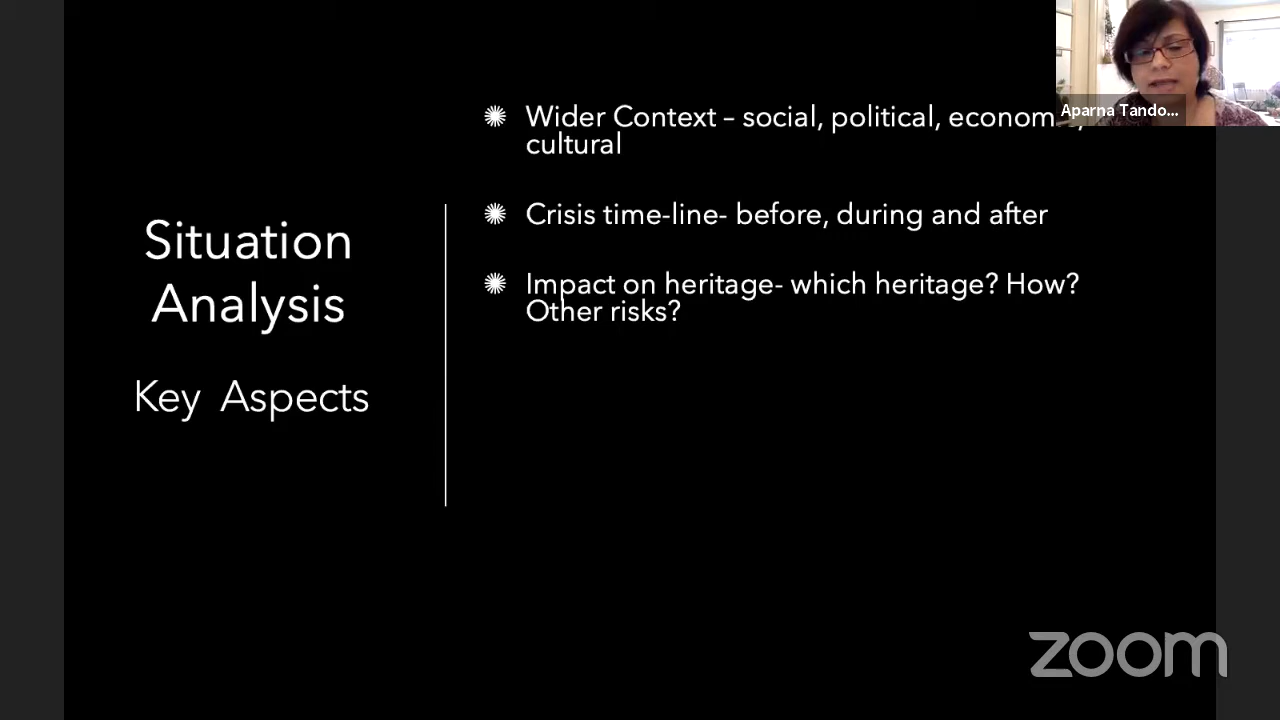 Wider Context – social, political, econom
cultural
Crisis time-line- before, during and after
Impact on heritage- which heritage? How?
Other risks?
Situation
Analysis
Key Aspects
Aparna Tando...
zoom